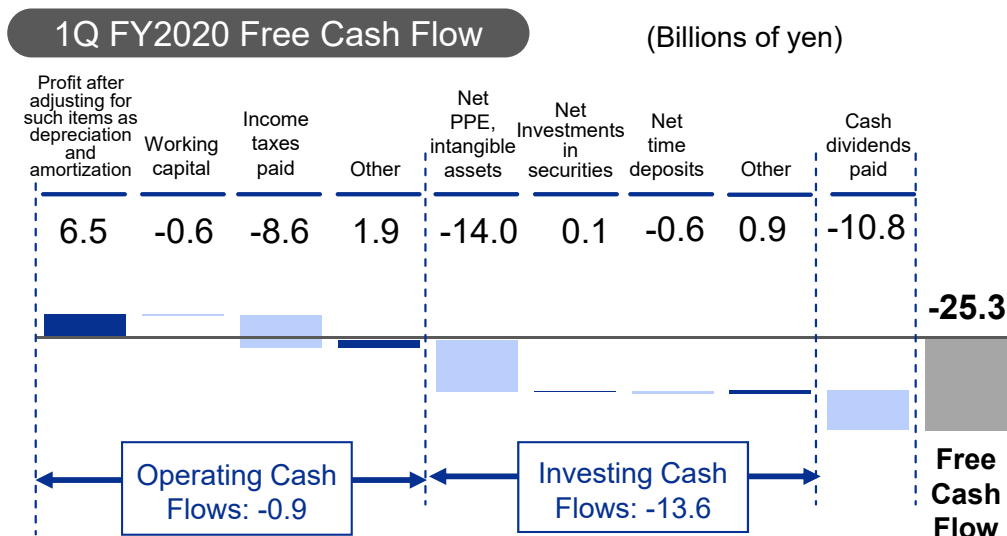 1Q FY2020 Free Cash Flow
(Billions of yen)
Profit after
adjusting for
such items as
depreciation
and
amortization
Working
capital
Income
taxes
paid
Other
Net
PPE,
intangible
assets
Net
Investments
in
securities
Net
time
deposits
Other
Cash
dividends
paid
6.5
-0.6
-8.6
1.9
-14.0
0.1
-0.6
0.9
-10.8
-25.3
Operating Cash
Flows: -0.9
Investing Cash
Flows: -13.6
Free
Cash
Flow